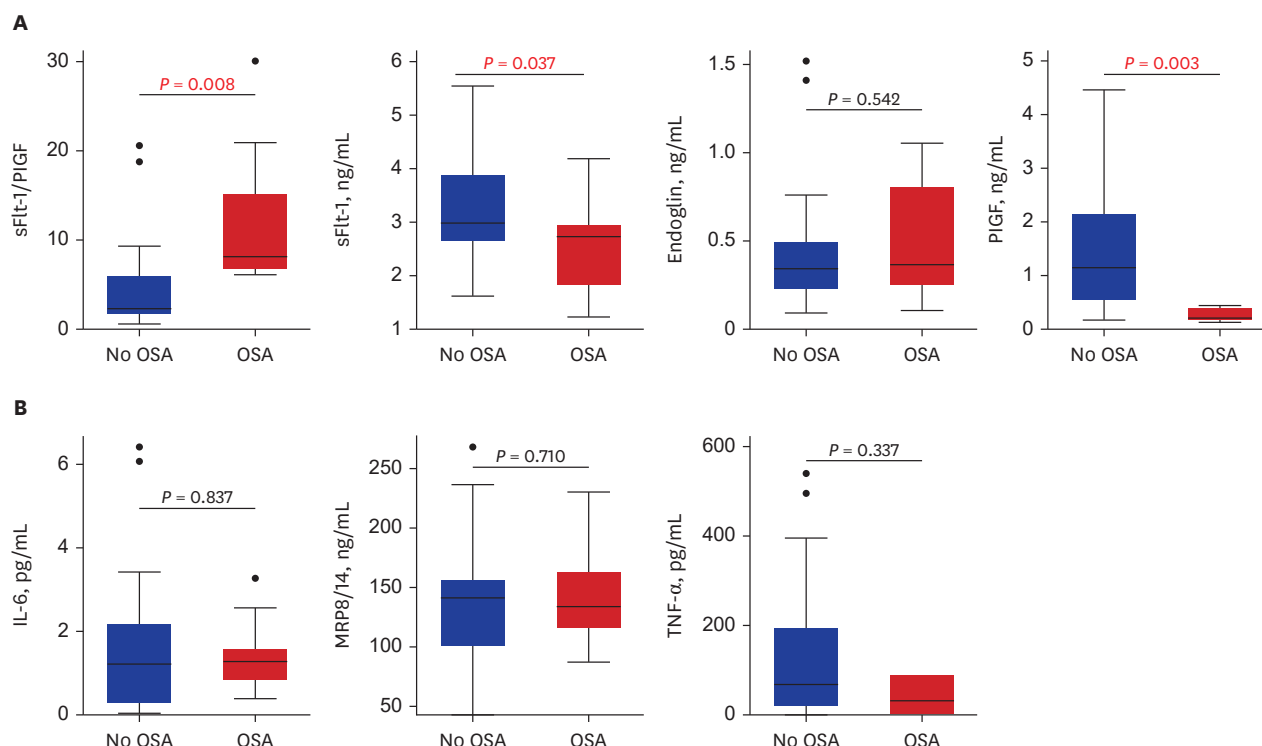 A
sFlt-1/PIGF
30
20
10
0
P = 0.008
No OSA
OSA
sFlt-1, ng/mL
6
5
4
3
2
1
P = 0.037
No OSA
OSA
Endoglin, ng/mL
1.5
1.0
0.5
0
P = 0.542
No OSA
OSA
PIGF, ng/mL
5
4
3
2
1
0
P = 0.003
No OSA
OSA
B
IL-6, pg/mL
6
4
2
0
P = 0.837
No OSA
OSA
MRP8/14, ng/mL
250
200
150
100
50
P = 0.710
No OSA
OSA
TNF-α, pg/mL
600
400
200
0
P = 0.337
No OSA
OSA